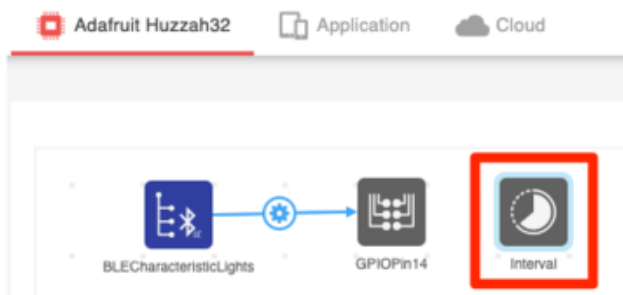 Adafruit Huzzah32
Application
Cloud
BLECharacteristicLights
GPIOPin14
Interval